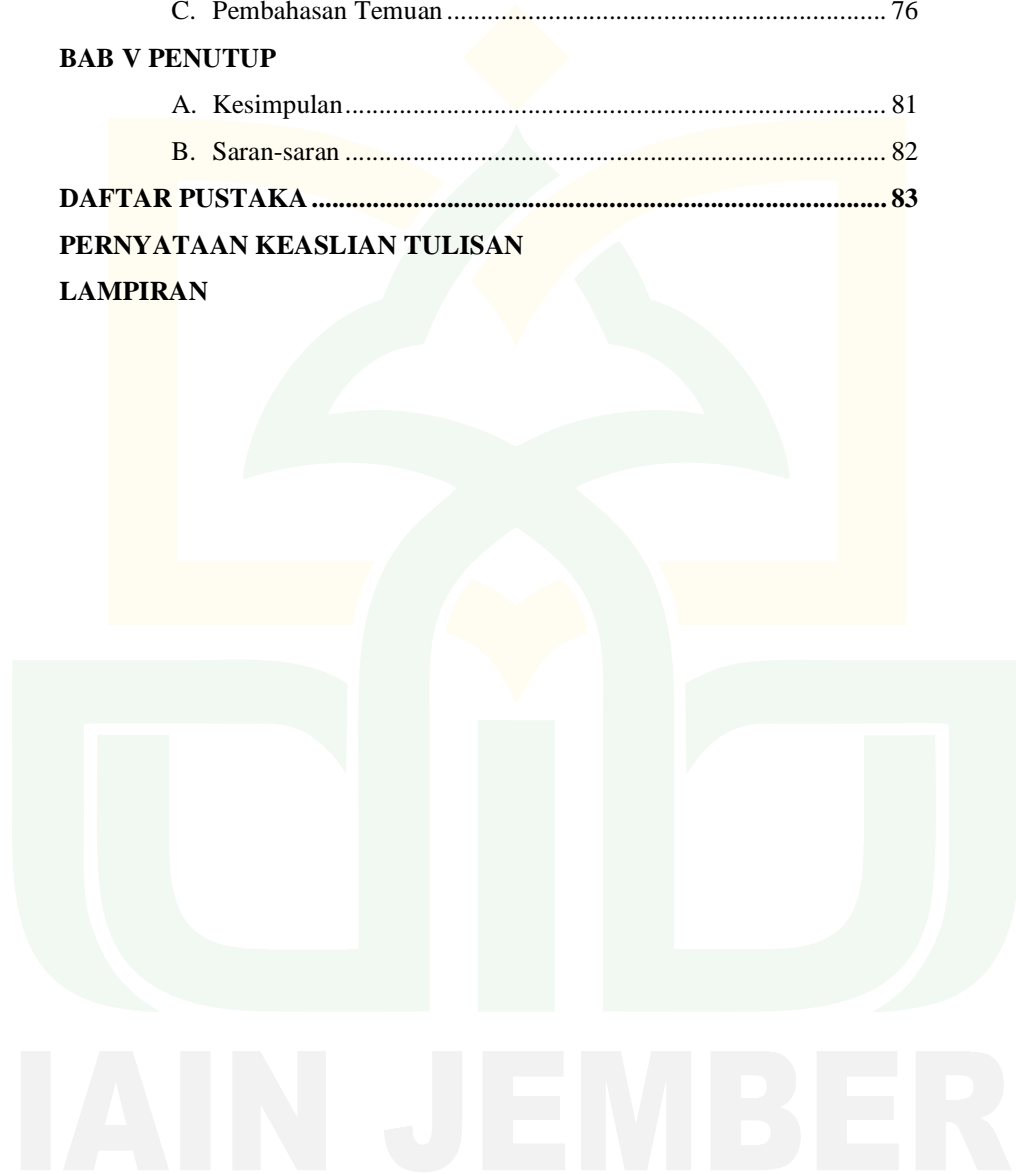 C. Pembahasan Temuan ................................................................. 76
BAB V PENUTUP
A. Kesimpulan ................................................................................. 81
B. Saran-saran ................................................................................. 82
DAFTAR PUSTAKA ...................................................................................... 83
PERNYATAAN KEASLIAN TULISAN
LAMPIRAN
IAIN JEMBER